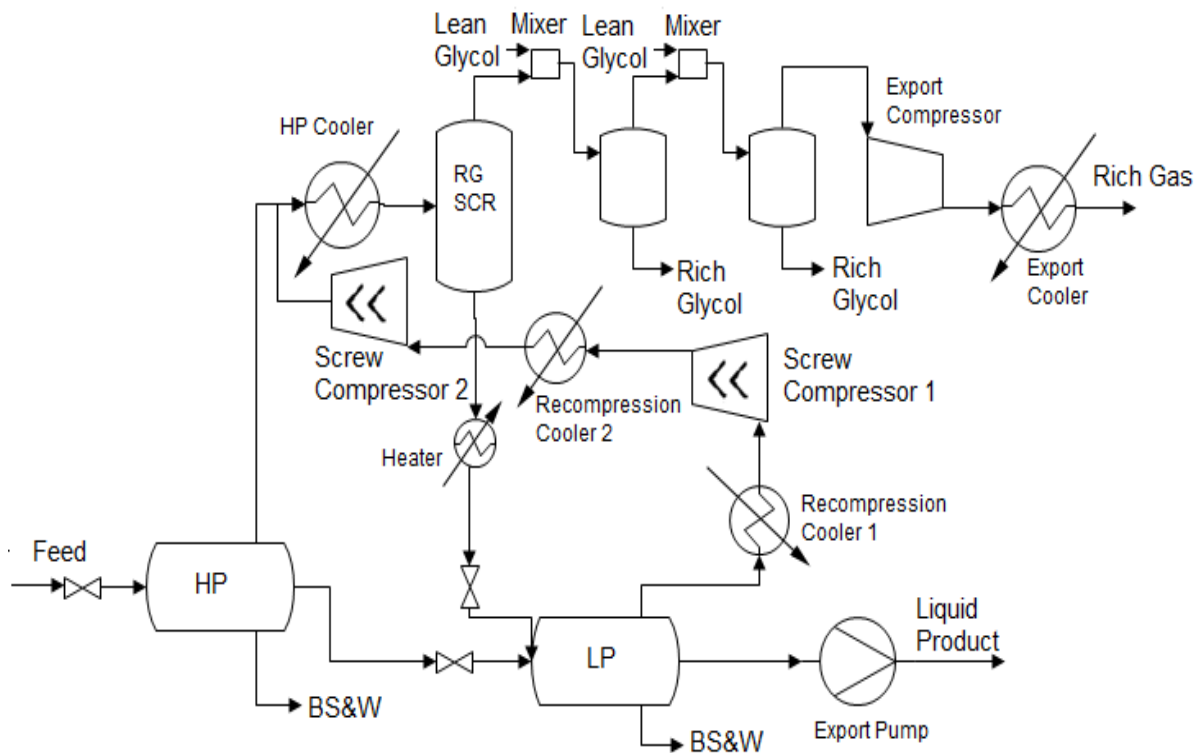 Lean
Glycol
Mixer
Lean
Glycol
Mixer
HP Cooler
Export
Compressor
RG
SCR
Rich Gas
Rich
Glycol
Rich
Glycol
Export
Cooler
Screw
Compressor 2
Recompression
Cooler 2
Screw
Compressor 1
Heater
Recompression
Cooler 1
Feed
HP
LP
Liquid
Product
BS&W
BS&W
Export Pump